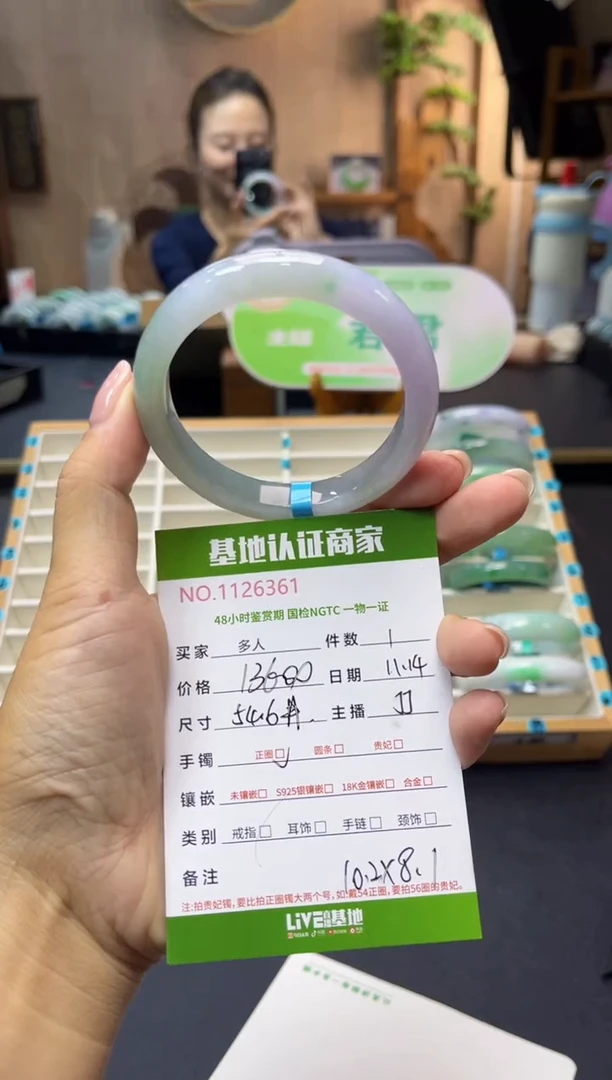 基地认证商家
NO.1126361
48小时鉴赏期 国检NGTC 一物一证
买家 多人 件数 1
价格 13600 日期 11.14
尺寸 54.6 主播
手镯 正圈□ 圆条□ 贵妃□
镶嵌 未镶嵌□ S925银镶嵌□ 18K金镶嵌□ 合金□
类别 戒指□ 耳饰□ 手链□ 颈饰□
备注 10.2X8.1
注:拍贵妃镯,要比拍正圈镯大两个号,如:戴54正圈,要拍56圈的贵妃。
LiVE基地